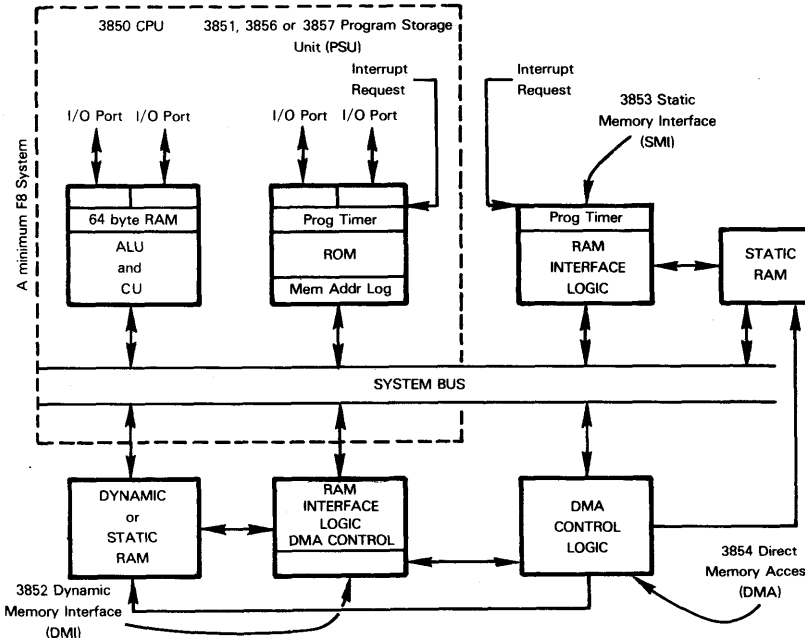 3850 CPU
3851, 3856 or 3857 Program Storage
Unit (PSU)
Interrupt
Request
Interrupt
Request
3853 Static
Memory Interface
(SMI)
I/O Port
I/O Port
I/O Port
I/O Port
A minimum F8 System
64 byte RAM
ALU
and
CU
Prog Timer
ROM
Mem Addr Log
Prog Timer
RAM
INTERFACE
LOGIC
STATIC
RAM
SYSTEM BUS
DYNAMIC
or
STATIC
RAM
RAM
INTERFACE
LOGIC
DMA CONTROL
DMA
CONTROL
LOGIC
3852 Dynamic
Memory Interface
(DMI)
3854 Direct
Memory Access
(DMA)